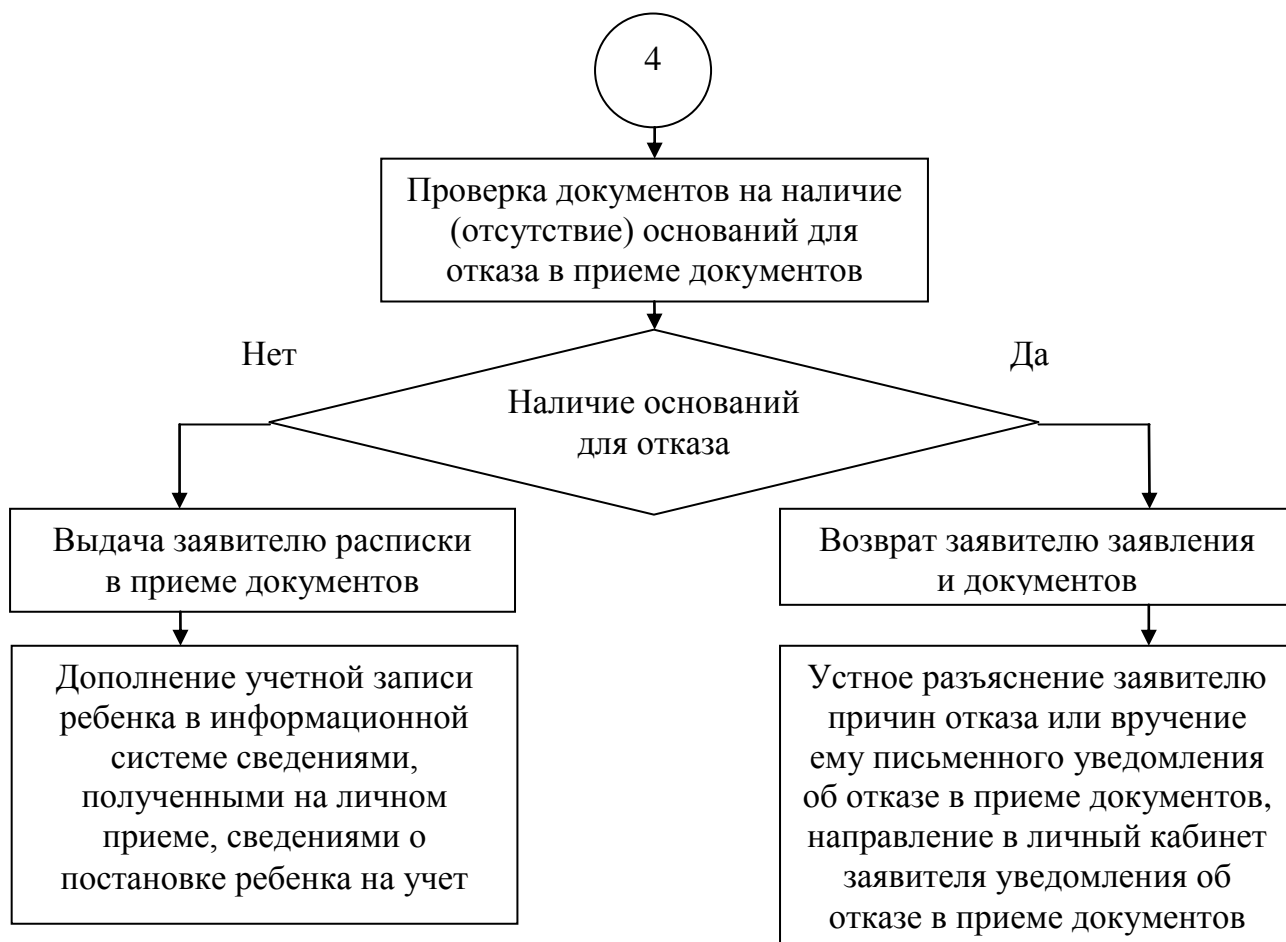 4
Проверка документов на наличие
(отсутствие) оснований для
отказа в приеме документов
Нет
Да
Наличие оснований
для отказа
Выдача заявителю расписки
в приеме документов
Возврат заявителю заявления
и документов
Дополнение учетной записи
ребенка в информационной
системе сведениями,
полученными на личном
приеме, сведениями о
постановке ребенка на учет
Устное разъяснение заявителю
причин отказа или вручение
ему письменного уведомления
об отказе в приеме документов,
направление в личный кабинет
заявителя уведомления об
отказе в приеме документов